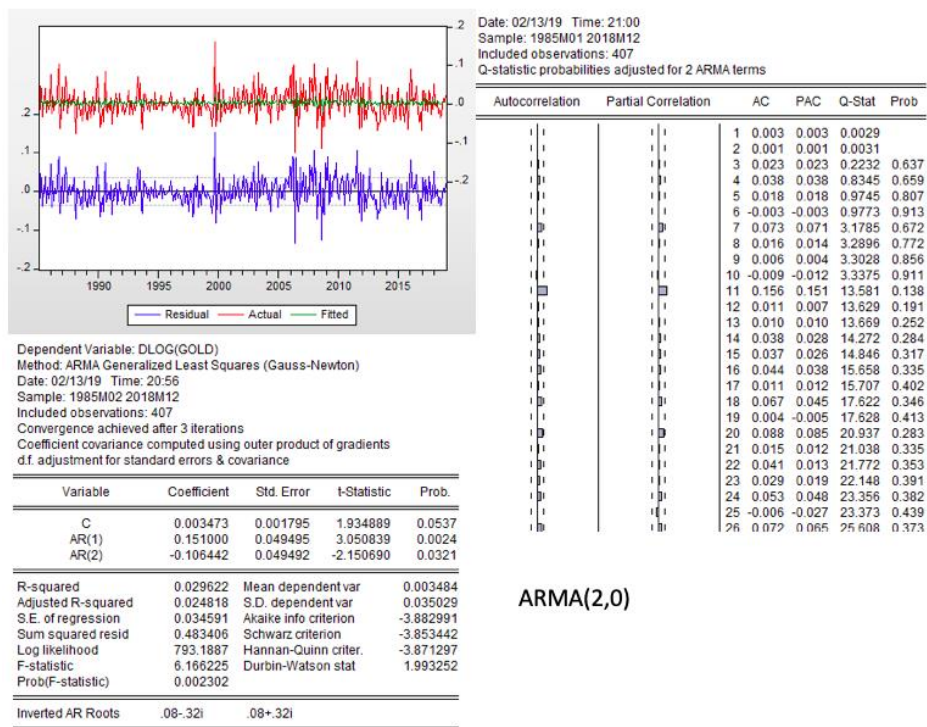 .2
.1
.0
-.1
-.2
.2
.1
.0
-.1
-.2
1990 1995 2000 2005 2010 2015
Residual Actual Fitted
Dependent Variable: DLOG(GOLD)
Method: ARMA Generalized Least Squares (Gauss-Newton)
Date: 02/13/19 Time: 20:56
Sample: 1985M02 2018M12
Included observations: 407
Convergence achieved after 3 iterations
Coefficient covariance computed using outer product of gradients
d.f. adjustment for standard errors & covariance
Variable Coefficient Std. Error t-Statistic Prob.
C 0.003473 0.001795 1.934889 0.0537
AR(1) 0.151000 0.049495 3.050839 0.0024
AR(2) -0.106442 0.049492 -2.150690 0.0321
R-squared 0.029622 Mean dependent var 0.003484
Adjusted R-squared 0.024818 S.D. dependent var 0.035029
S.E. of regression 0.034591 Akaike info criterion -3.882991
Sum squared resid 0.483406 Schwarz criterion -3.853442
Log likelihood 793.1887 Hannan-Quinn criter. -3.871297
F-statistic 6.166225 Durbin-Watson stat 1.993252
Prob(F-statistic) 0.002302
Inverted AR Roots .08-.32i .08+.32i
Date: 02/13/19 Time: 21:00
Sample: 1985M01 2018M12
Included observations: 407
Q-statistic probabilities adjusted for 2 ARMA terms
Autocorrelation Partial Correlation AC PAC Q-Stat Prob
1 0.003 0.003 0.0029
2 0.001 0.001 0.0031
3 0.023 0.023 0.2232 0.637
4 0.038 0.038 0.8345 0.659
5 0.018 0.018 0.9745 0.807
6 -0.003 -0.003 0.9773 0.913
7 0.073 0.071 3.1785 0.672
8 0.016 0.014 3.2896 0.772
9 0.006 0.004 3.3028 0.856
10 -0.009 -0.012 3.3375 0.911
11 0.156 0.151 13.581 0.138
12 0.011 0.007 13.629 0.191
13 0.010 0.010 13.669 0.252
14 0.038 0.028 14.272 0.284
15 0.037 0.026 14.846 0.317
16 0.044 0.038 15.658 0.335
17 0.011 0.012 15.707 0.402
18 0.067 0.045 17.622 0.346
19 0.004 -0.005 17.628 0.413
20 0.088 0.085 20.937 0.283
21 0.015 0.012 21.038 0.335
22 0.041 0.013 21.772 0.353
23 0.029 0.019 22.148 0.391
24 0.053 0.048 23.356 0.382
25 -0.006 -0.027 23.373 0.439
26 0.072 0.065 25.608 0.373
ARMA(2,0)